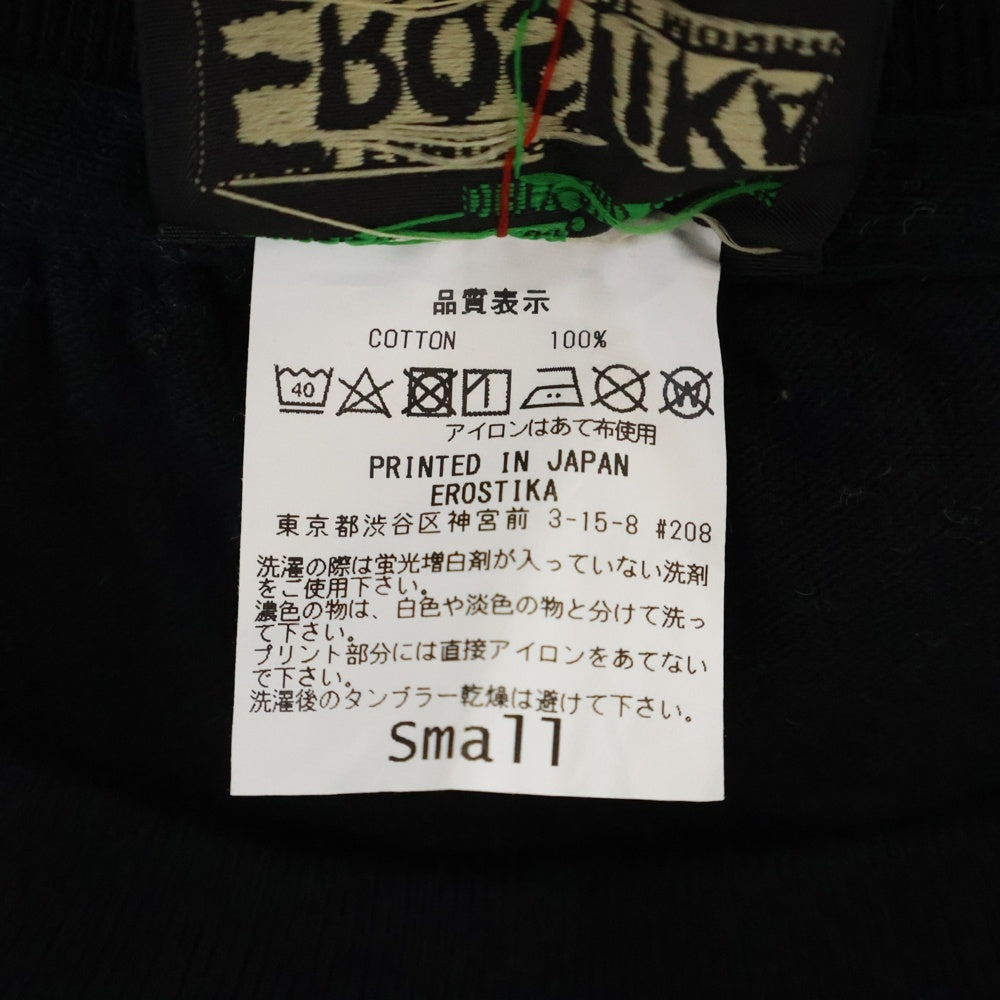 品質表示
COTTON 100%
40
W
アイロンはあて布使用
PRINTED IN JAPAN
EROSTIKA
東京都渋谷区神宮前 3-15-8 #208
洗濯の際は蛍光増白剤が入っていない洗剤
をご使用下さい。
濃色の物は、白色や淡色の物と分けて洗っ
て下さい。
プリント部分には直接アイロンをあてない
で下さい。
洗濯後のタンブラー乾燥は避けて下さい。
Small